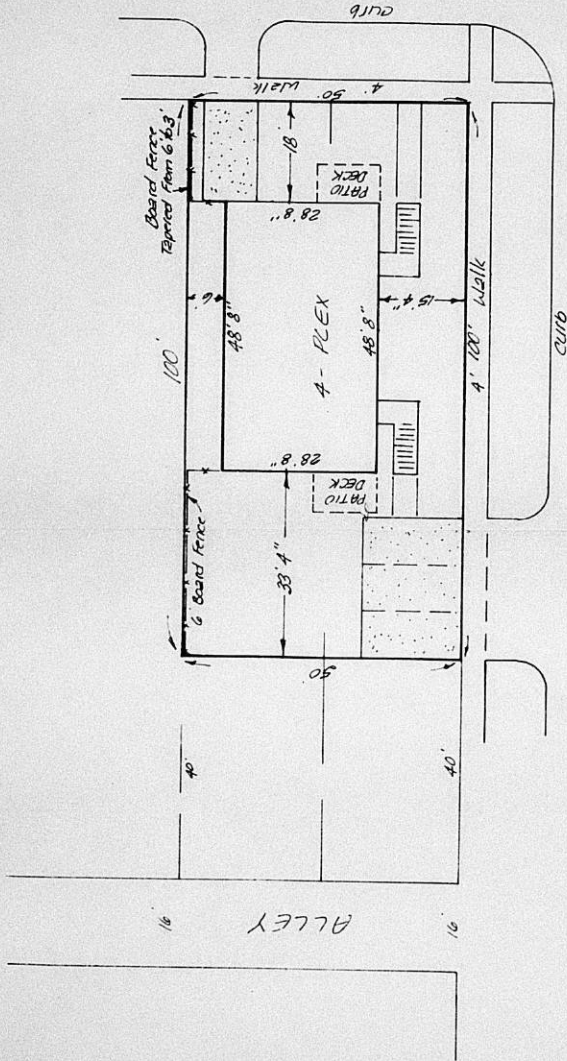 curb
4' Walk
50'
Board Fence
Tapered From 6' to 3'
18'
PATIO
DECK
28'8"
100'
6'
48'8"
4-PLEX
48'8"
15'4"
4' 100' Walk
curb
28'8"
PATIO
DECK
6' Board Fence
33'4"
50'
40'
40'
16'
ALLEY
16'